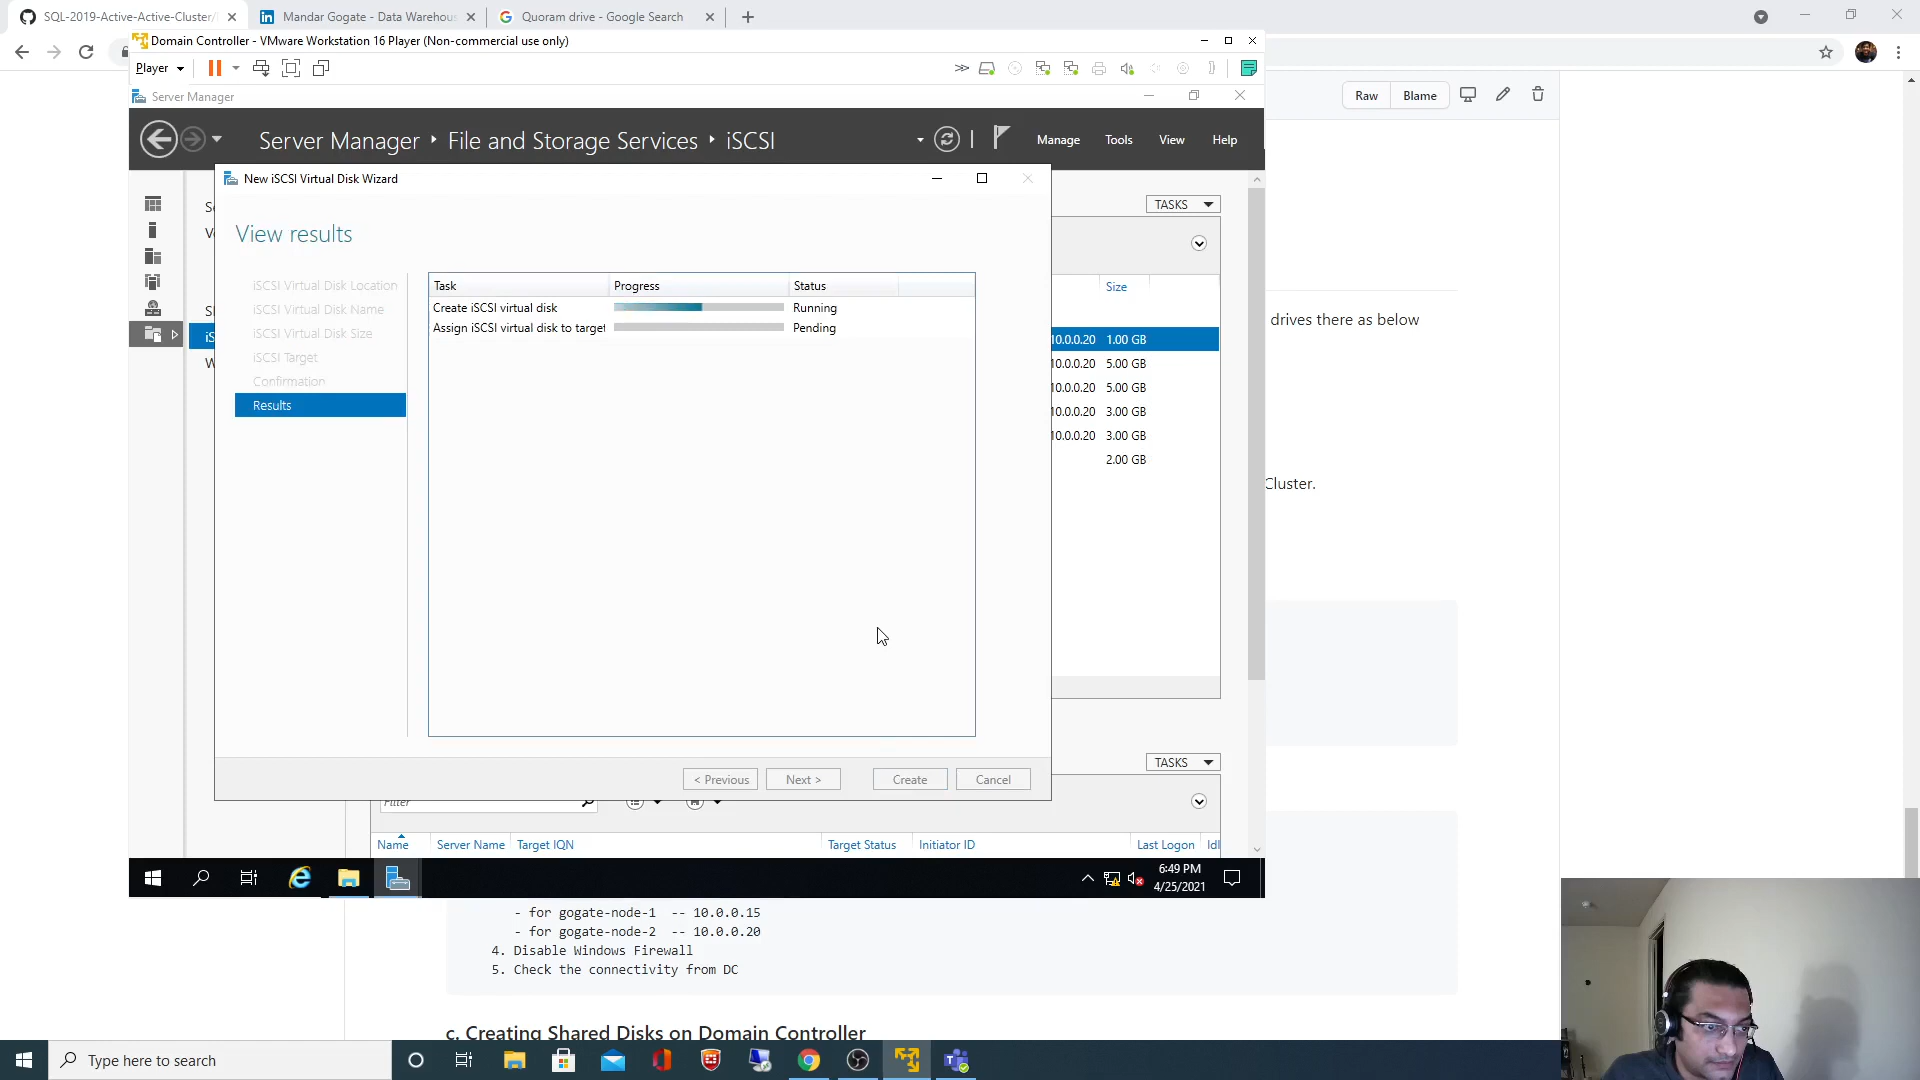 SQL-2019-Active-Active-Cluster/
Mandar Gogate - Data Warehous
Quoram drive - Google Search
Domain Controller - VMware Workstation 16 Player (Non-commercial use only)
Player
Server Manager
Raw
Blame
Server Manager
File and Storage Services
iSCSI
Manage
Tools
View
Help
New iSCSI Virtual Disk Wizard
TASKS
View results
iSCSI Virtual Disk Location
iSCSI Virtual Disk Name
iSCSI Virtual Disk Size
iSCSI Target
Confirmation
Results
Task
Progress
Status
Create iSCSI virtual disk
Running
Assign iSCSI virtual disk to target
Pending
Size
10.0.0.20 1.00 GB
10.0.0.20 5.00 GB
10.0.0.20 5.00 GB
10.0.0.20 3.00 GB
10.0.0.20 3.00 GB
2.00 GB
drives there as below
Cluster.
< Previous
Next >
Create
Cancel
TASKS
Filter
Name
Server Name
Target IQN
Target Status
Initiator ID
Last Logon
Idl
6:49 PM
4/25/2021
- for gogate-node-1 -- 10.0.0.15
- for gogate-node-2 -- 10.0.0.20
4. Disable Windows Firewall
5. Check the connectivity from DC
c. Creating Shared Disks on Domain Controller
Type here to search